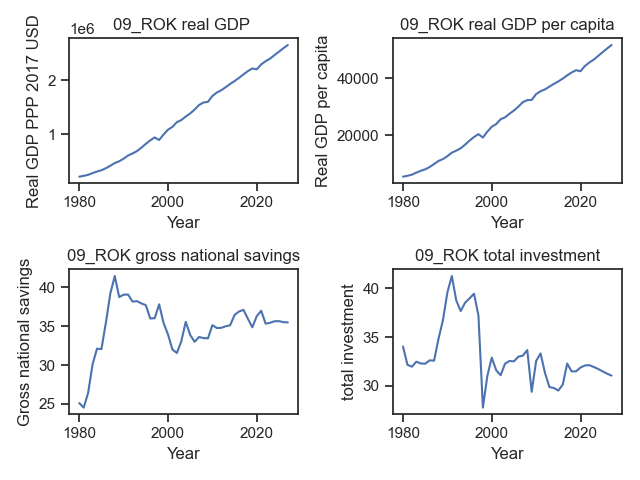 09_ROK real GDP
1e6
Real GDP PPP 2017 USD
2
1
1980
2000
2020
Year
09_ROK real GDP per capita
Real GDP per capita
40000
20000
1980
2000
2020
Year
09_ROK gross national savings
Gross national savings
40
35
30
25
1980
2000
2020
Year
09_ROK total investment
total investment
40
35
30
1980
2000
2020
Year